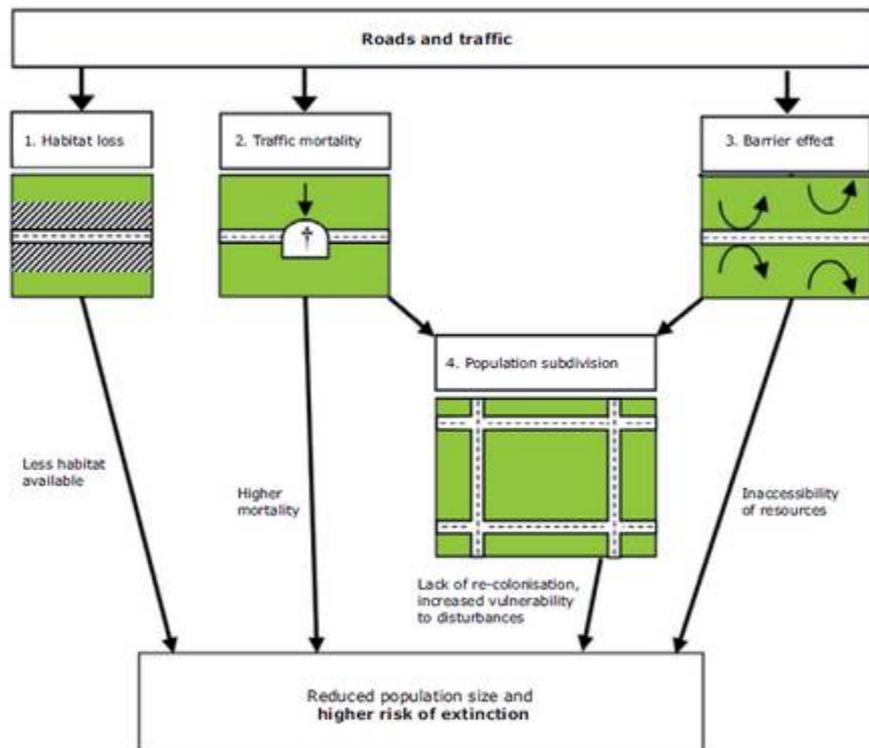 Roads and traffic
1. Habitat loss
2. Traffic mortality
3. Barrier effect
†
4. Population subdivision
Less habitat
available
Higher
mortality
Inaccessibility
of resources
Lack of re-colonisation,
increased vulnerability
to disturbances
Reduced population size and
higher risk of extinction